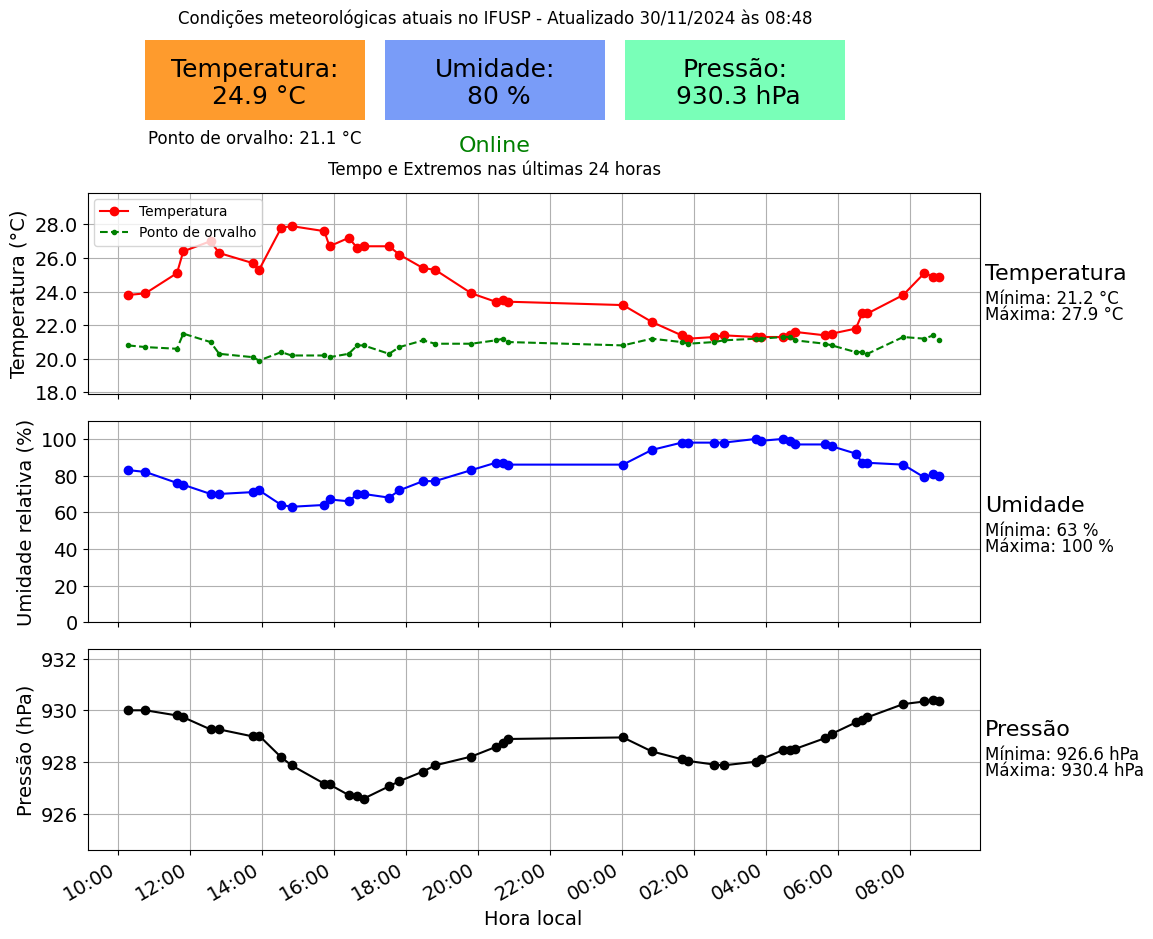 Condições meteorológicas atuais no IFUSP - Atualizado 30/11/2024 às 08:48
Temperatura:
24.9 °C
Umidade:
80 %
Pressão:
930.3 hPa
Ponto de orvalho: 21.1 °C
Online
Tempo e Extremos nas últimas 24 horas
Temperatura (°C)
28.0
26.0
24.0
22.0
20.0
18.0
Temperatura
Ponto de orvalho
Temperatura
Mínima: 21.2 °C
Máxima: 27.9 °C
Umidade relativa (%)
100
80
60
40
20
0
Umidade
Mínima: 63 %
Máxima: 100 %
Pressão (hPa)
932
930
928
926
Pressão
Mínima: 926.6 hPa
Máxima: 930.4 hPa
10:00 12:00 14:00 16:00 18:00 20:00 22:00 00:00 02:00 04:00 06:00 08:00
Hora local